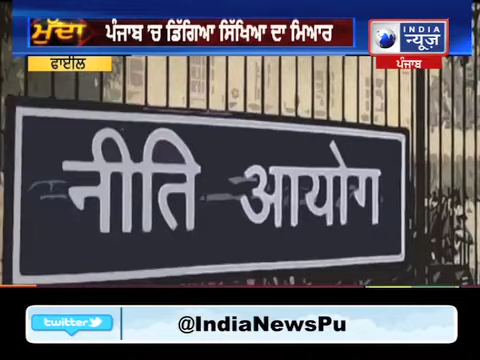 ਮੁੱਦਾ ਪੰਜਾਬ 'ਚ ਡਿੱਗਿਆ ਸਿੱਖਿਆ ਦਾ ਮਿਆਰ
INDIA
न्यूज़
ਫਾਈਲ
ਪੰਜਾਬ
नीति आयोग
twitter
@IndiaNewsPu